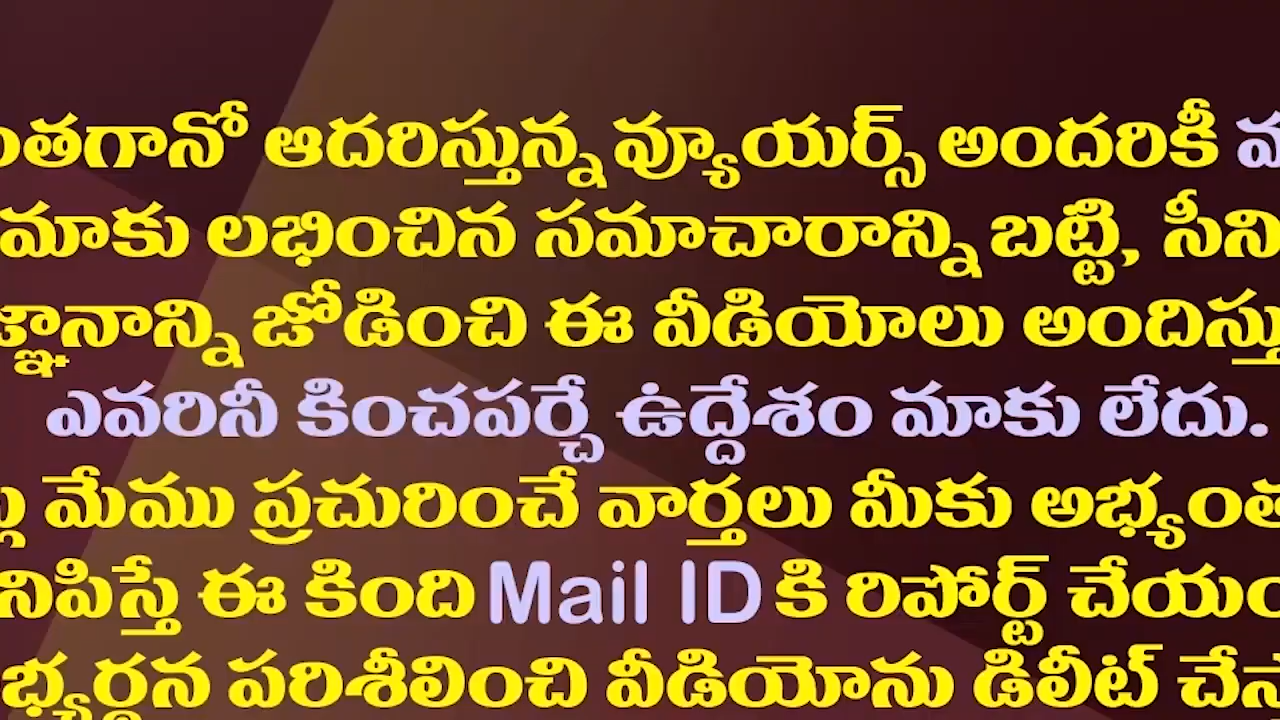 ంతగానో ఆదరిస్తున్న వ్యూయర్స్ అందరికీ
మాకు లభించిన సమాచారాన్ని బట్టి, సీని
జ్ఞానాన్ని జోడించి ఈ వీడియోలు అందిస్తు
ఎవరినీ కించపర్చే ఉద్దేశం మాకు లేదు.
మేము ప్రచురించే వార్తలు మీకు అభ్యంత
నిపిస్తే ఈ కింది Mail ID కి రిపోర్ట్ చేయం
భ్యర్థన పరిశీలించి వీడియోను డిలీట్ చేస